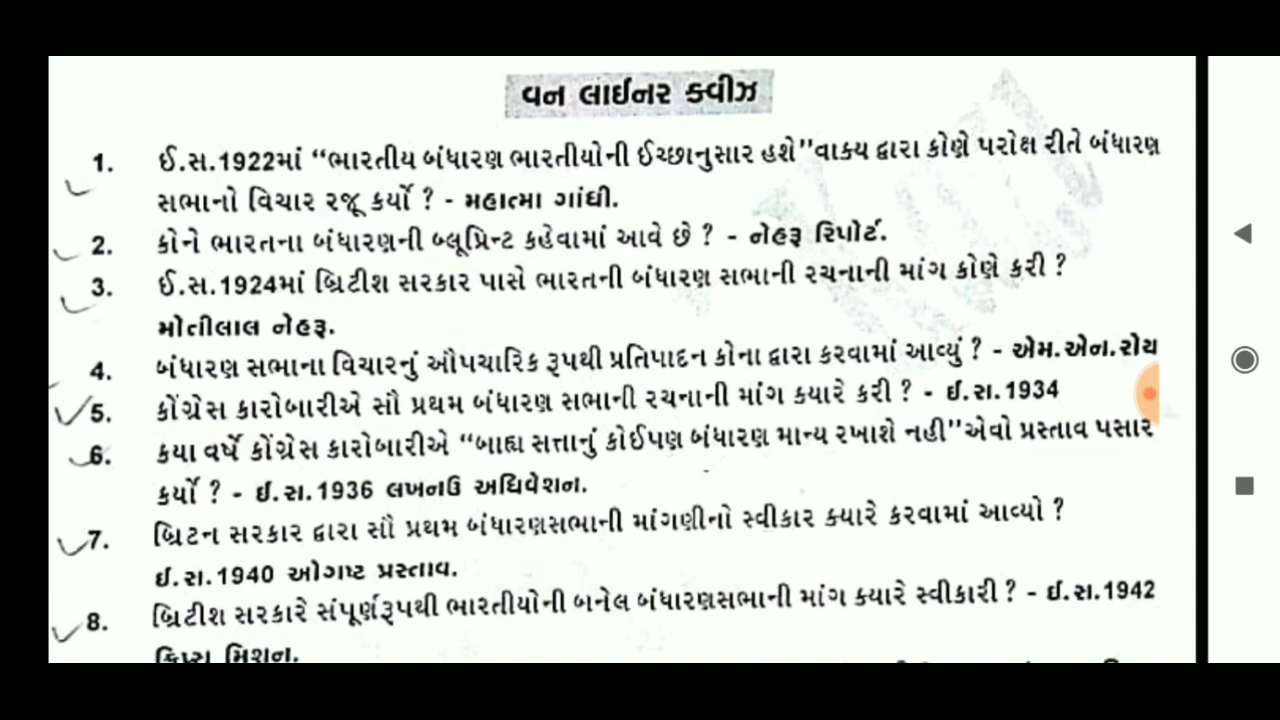 વન લાઈનર ક્વીઝ
1. ઈ.સ.1922માં “ભારતીય બંધારણ ભારતીયોની ઈચ્છાનુસાર હશે”વાક્ય દ્વારા કોણે પરોક્ષ રીતે બંધારણ
સભાનો વિચાર રજૂ કર્યો ? - મહાત્મા ગાંધી.
2. કોને ભારતના બંધારણની બ્લૂપ્રિન્ટ કહેવામાં આવે છે ? - નેહરૂ રિપોર્ટ.
3. ઈ.સ.1924માં બ્રિટીશ સરકાર પાસે ભારતની બંધારણ સભાની રચનાની માંગ કોણે કરી ?
મોતીલાલ નેહરૂ.
4. બંધારણ સભાના વિચારનું ઔપચારિક રૂપથી પ્રતિપાદન કોના દ્વારા કરવામાં આવ્યું ? - એમ.એન.રોય
5. કોંગ્રેસ કારોબારીએ સૌ પ્રથમ બંધારણ સભાની રચનાની માંગ ક્યારે કરી ? - ઈ.સ.1934
6. કયા વર્ષે કોંગ્રેસ કારોબારીએ “બાહ્ય સત્તાનું કોઈપણ બંધારણ માન્ય રખાશે નહી”એવો પ્રસ્તાવ પસાર
કર્યો ? - ઈ.સ.1936 લખનઉ અધિવેશન.
7. બ્રિટન સરકાર દ્વારા સૌ પ્રથમ બંધારણસભાની માંગણીનો સ્વીકાર ક્યારે કરવામાં આવ્યો ?
ઈ.સ.1940 ઓગષ્ટ પ્રસ્તાવ.
8. બ્રિટીશ સરકારે સંપૂર્ણરૂપથી ભારતીયોની બનેલ બંધારણસભાની માંગ ક્યારે સ્વીકારી ? - ઈ.સ.1942
ક્રિપ્સ મિશન.